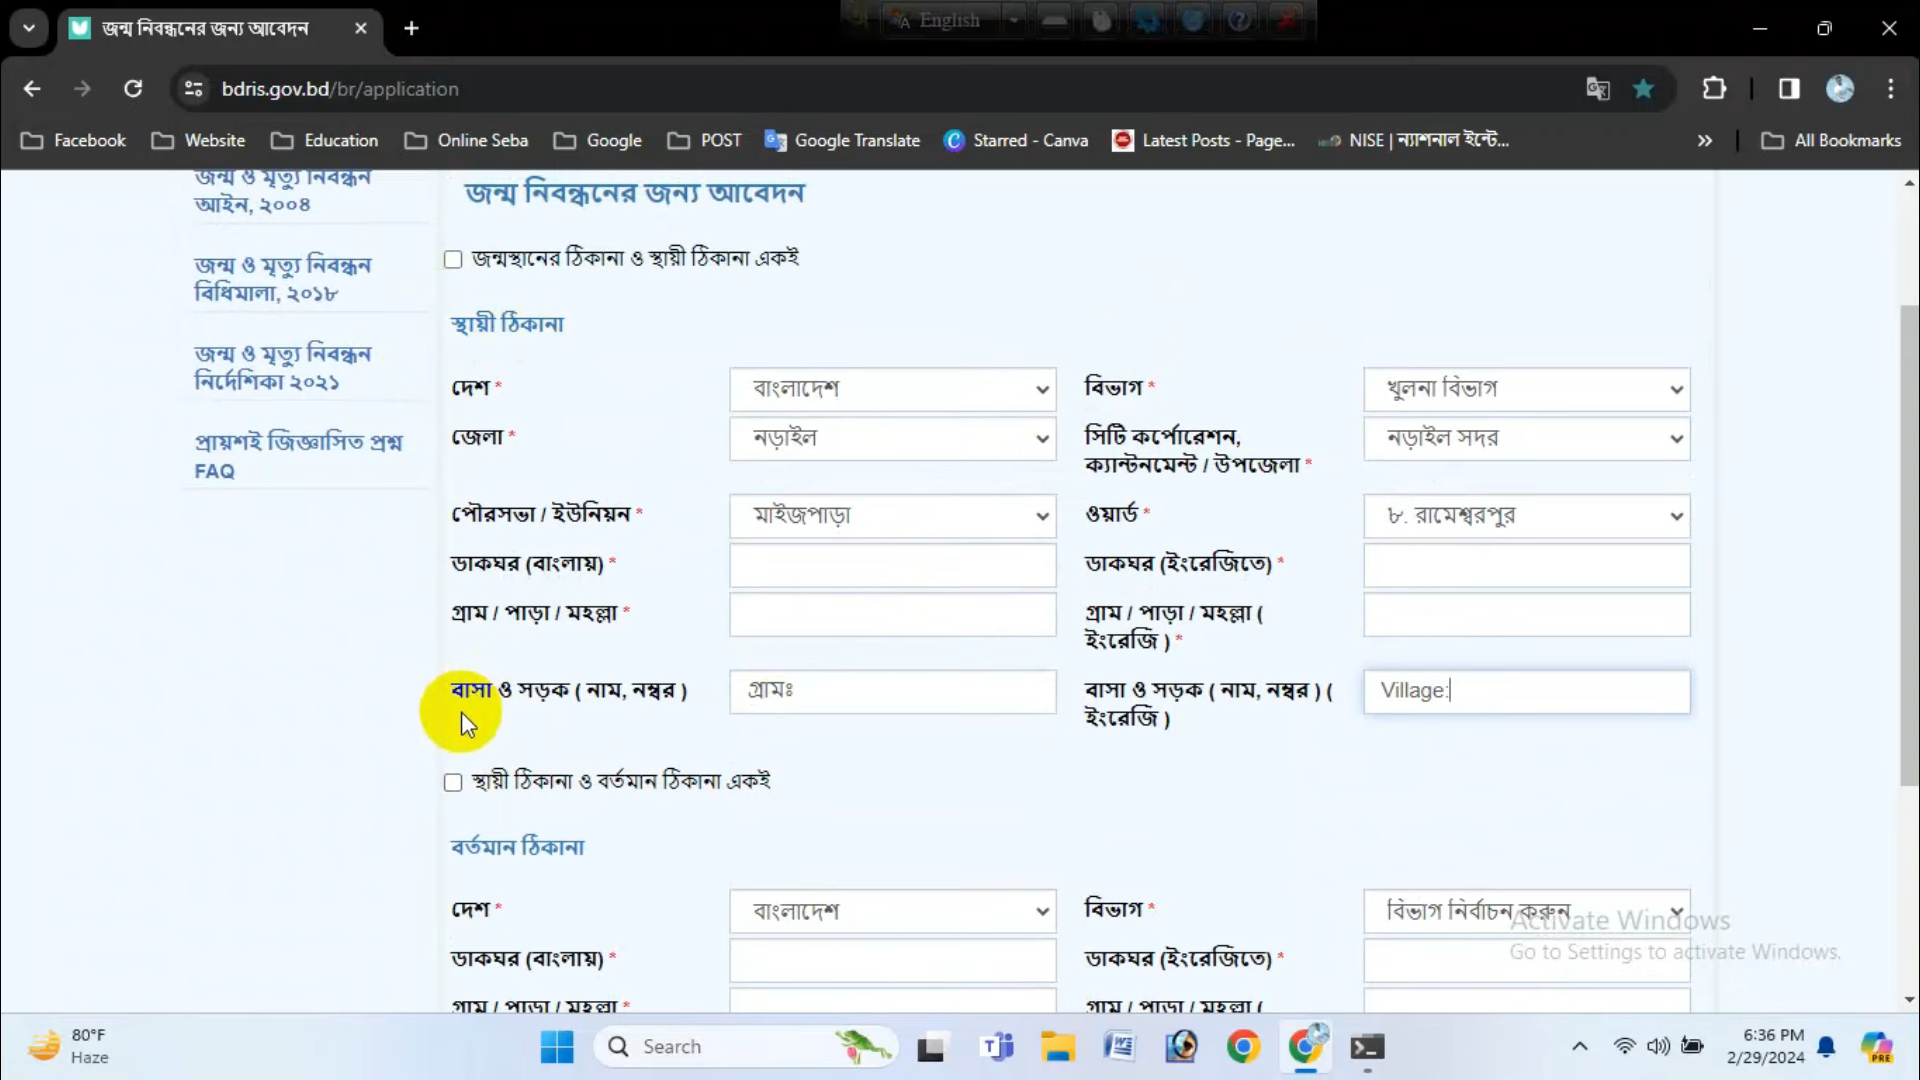 জন্ম নিবন্ধনের জন্য আবেদন
English
bdris.gov.bd/br/application
Facebook Website Education Online Seba Google POST Google Translate Starred - Canva Latest Posts - Page... NISE | ন্যাশনাল ইন্টে... All Bookmarks
জন্ম ও মৃত্যু নিবন্ধন
আইন, ২০০৪
জন্ম ও মৃত্যু নিবন্ধন
বিধিমালা, ২০১৮
জন্ম ও মৃত্যু নিবন্ধন
নির্দেশিকা ২০২১
প্রায়শই জিজ্ঞাসিত প্রশ্ন
FAQ
জন্ম নিবন্ধনের জন্য আবেদন
জন্মস্থানের ঠিকানা ও স্থায়ী ঠিকানা একই
স্থায়ী ঠিকানা
দেশ * বাংলাদেশ বিভাগ * খুলনা বিভাগ
জেলা * নড়াইল সিটি কর্পোরেশন,
ক্যান্টনমেন্ট / উপজেলা * নড়াইল সদর
পৌরসভা / ইউনিয়ন * মাইজপাড়া ওয়ার্ড * ৮. রামেশ্বরপুর
ডাকঘর (বাংলায়) * ডাকঘর (ইংরেজিতে) *
গ্রাম / পাড়া / মহল্লা * গ্রাম / পাড়া / মহল্লা (
ইংরেজি ) *
বাসা ও সড়ক ( নাম, নম্বর ) গ্রামঃ বাসা ও সড়ক ( নাম, নম্বর ) (
ইংরেজি ) Village:
স্থায়ী ঠিকানা ও বর্তমান ঠিকানা একই
বর্তমান ঠিকানা
দেশ * বাংলাদেশ বিভাগ * বিভাগ নির্বাচন করুন
Activate Windows
Go to Settings to activate Windows.
ডাকঘর (বাংলায়) * ডাকঘর (ইংরেজিতে) *
গ্রাম / পাড়া / মহল্লা * গ্রাম / পাড়া / মহল্লা (
80°F
Haze
Search
6:36 PM
2/29/2024
PRE